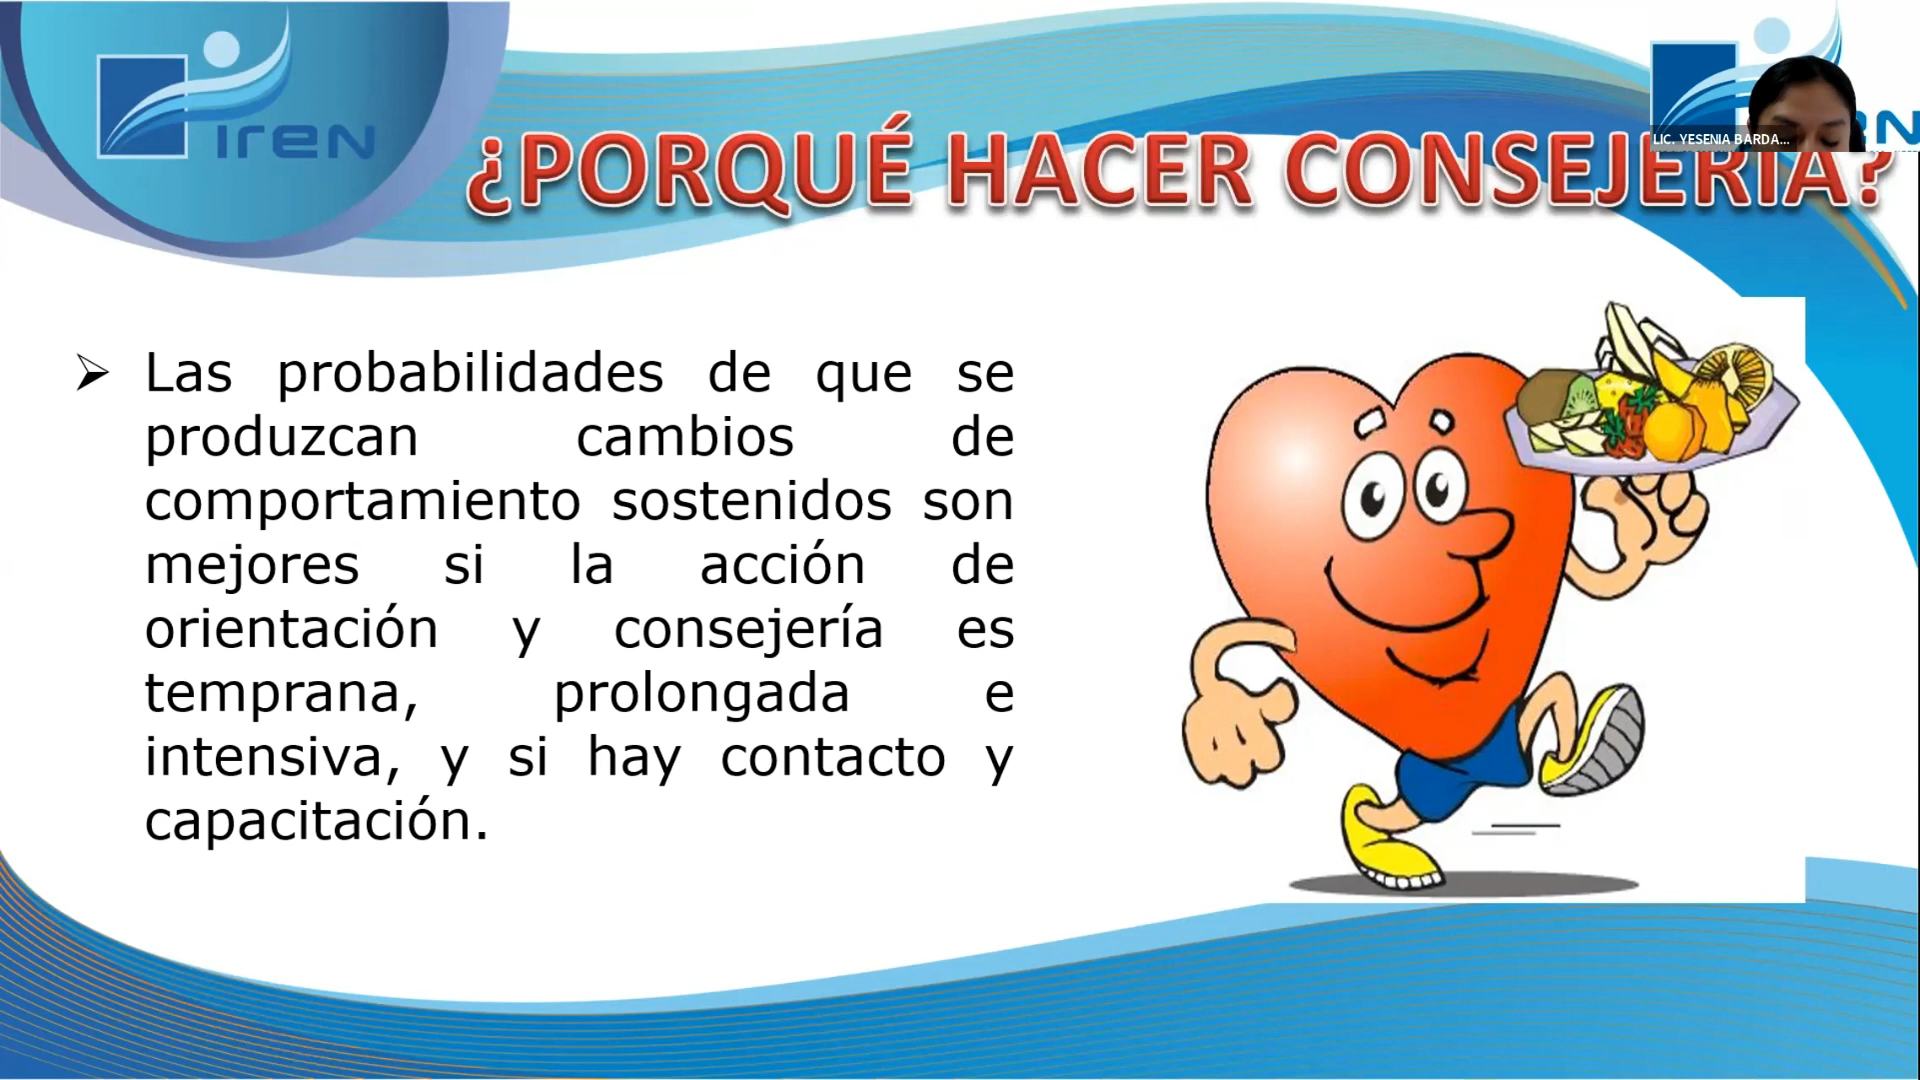 IREN
LIC. YESENIA BARDA...
¿PORQUÉ HACER CONSEJERÍA?
➢ Las probabilidades de que se
produzcan cambios de
comportamiento sostenidos son
mejores si la acción de
orientación y consejería es
temprana, prolongada e
intensiva, y si hay contacto y
capacitación.